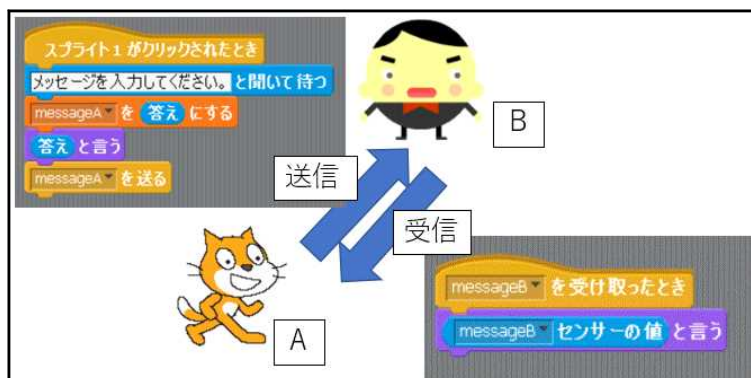 スプライト1がクリックされたとき
メッセージを入力してください。と聞いて待つ
messageA を 答え にする
答え と言う
messageA を送る
B
送信
受信
A
messageB を受け取ったとき
messageB センサーの値 と言う